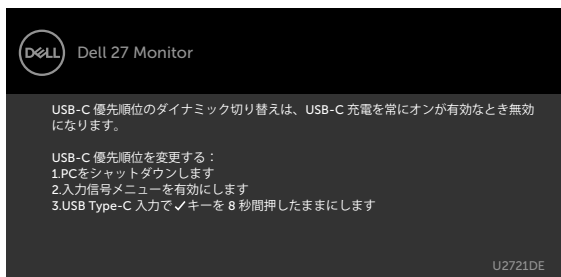 DELL
Dell 27 Monitor
USB-C 優先順位のダイナミック切り替えは、USB-C 充電を常にオンが有効なとき無効
になります。
USB-C 優先順位を変更する：
1.PCをシャットダウンします
2.入力信号メニューを有効にします
3.USB Type-C 入力で✓キーを 8 秒間押したままにします
U2721DE